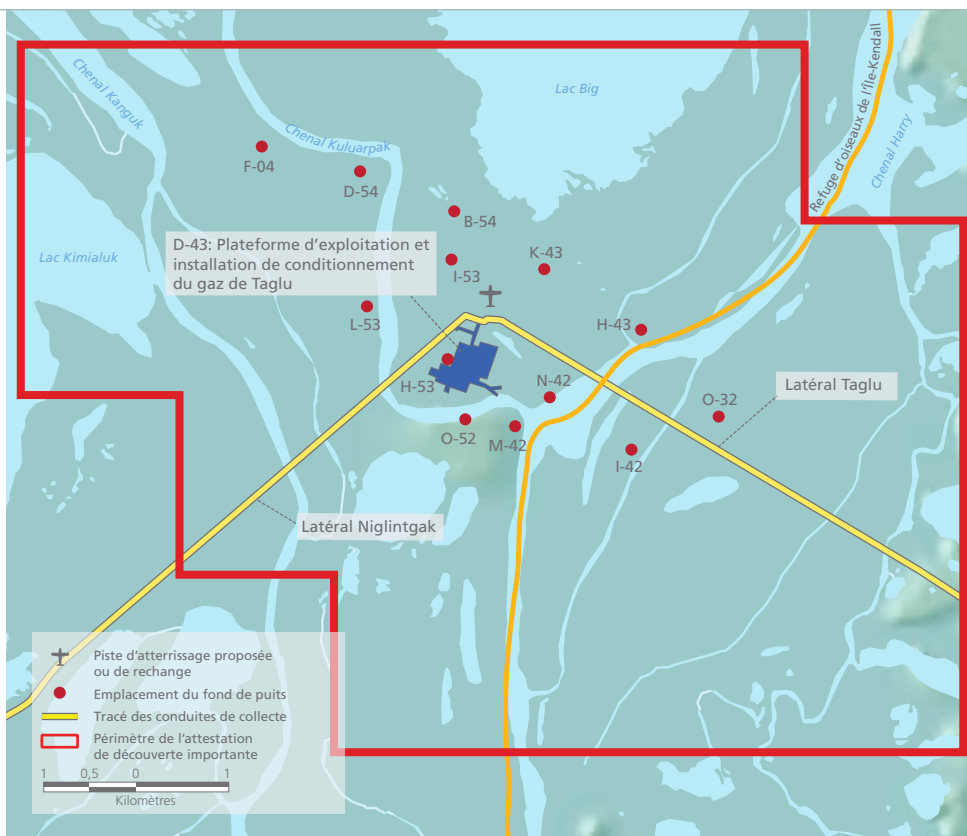 Chenal Kanguk
Lac Big
Refuge d'oiseaux de l'Île-Kendall
Chenal Harry
Chenal Kuluarpak
F-04
D-54
B-54
Lac Kimialuk
D-43: Plateforme d'exploitation et
installation de conditionnement
du gaz de Taglu
K-43
I-53
L-53
H-43
H-53
N-42
Latéral Taglu
O-32
O-52
M-42
I-42
Latéral Niglintgak
Piste d'atterrissage proposée
ou de rechange
Emplacement du fond de puits
Tracé des conduites de collecte
Périmètre de l'attestation
de découverte importante
1 0,5 0 1
Kilomètres